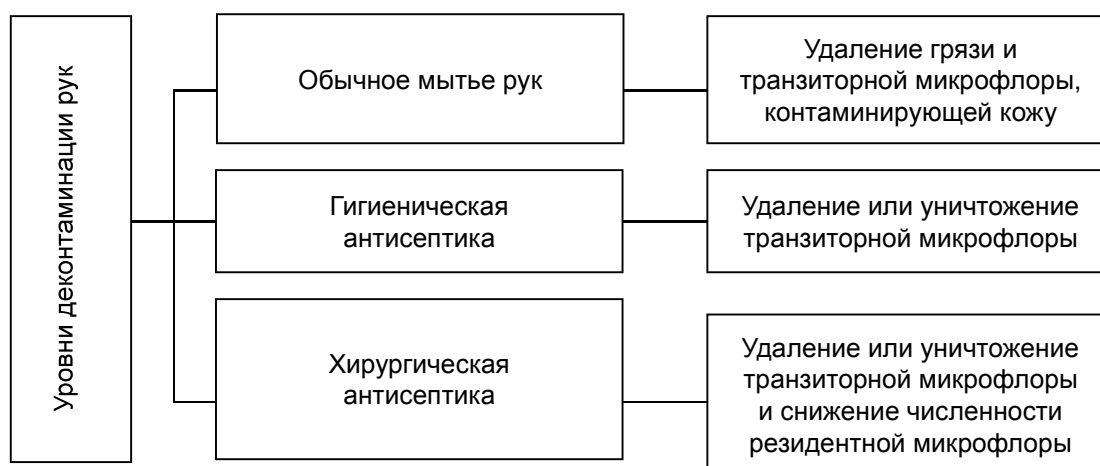 Уровни деконтаминации рук
Обычное мытье рук
Удаление грязи и
транзиторной микрофлоры,
контаминирующей кожу
Гигиеническая
антисептика
Удаление или уничтожение
транзиторной микрофлоры
Хирургическая
антисептика
Удаление или уничтожение
транзиторной микрофлоры
и снижение численности
резидентной микрофлоры